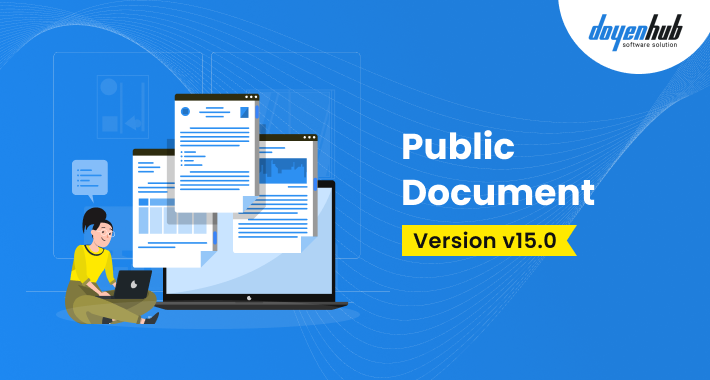 doyenhub
software solution
Public
Document
Version v15.0